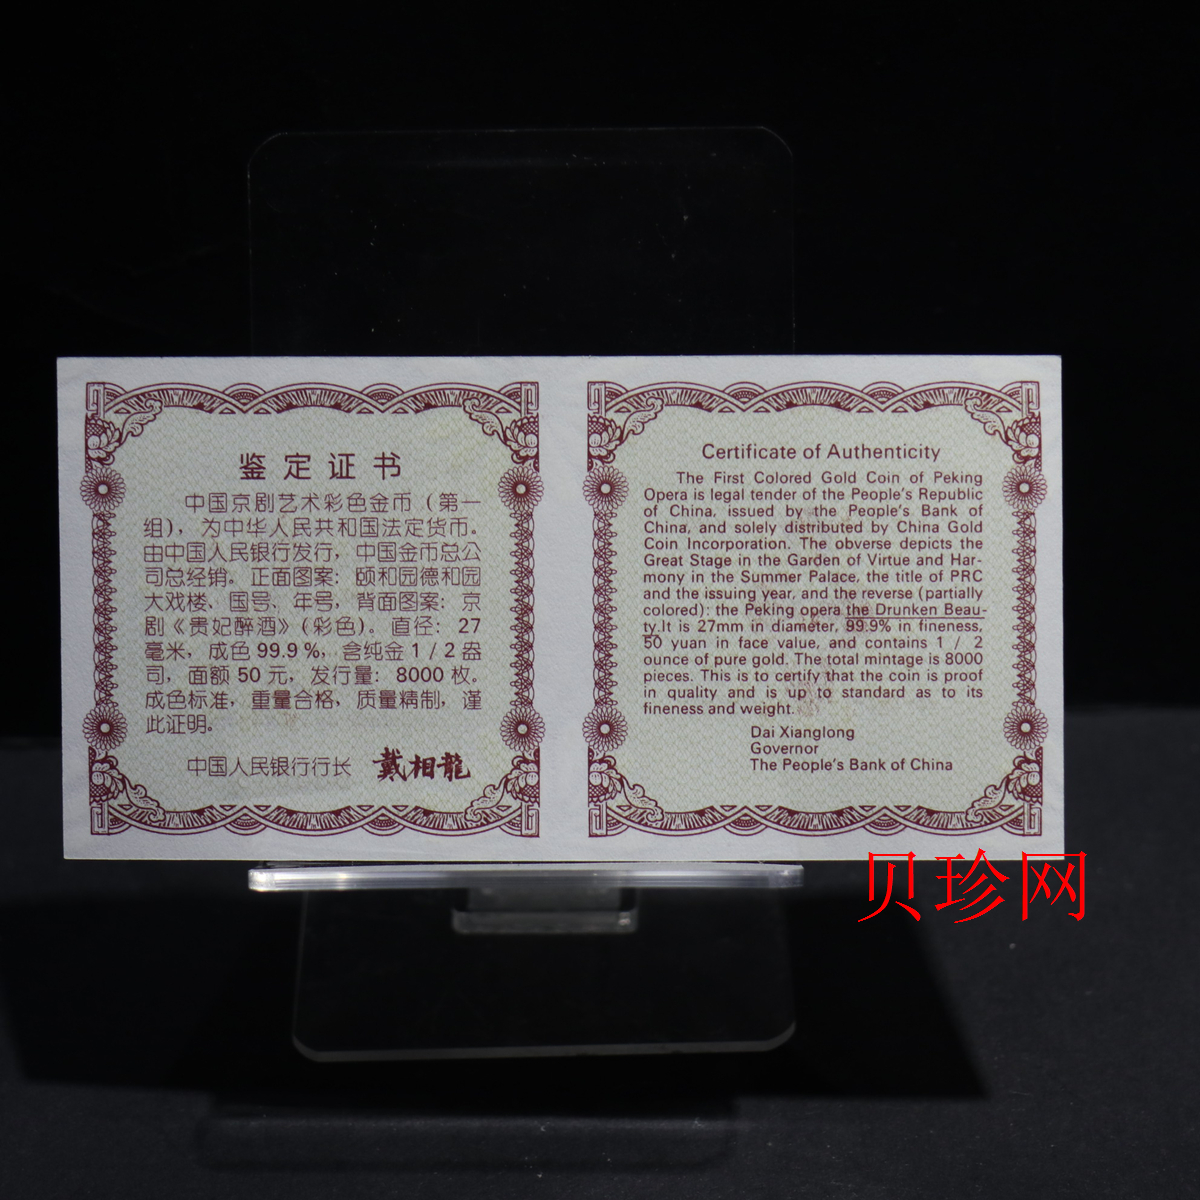 鉴定证书
中国京剧艺术彩色金币（第一
组），为中华人民共和国法定货币。
由中国人民银行发行，中国金币总公
司总经销。正面图案：颐和园德和园
大戏楼、国号、年号，背面图案：京
剧《贵妃醉酒》（彩色）。直径：27
毫米，成色99.9%，含纯金1/2盎
司，面额50元，发行量：8000枚。
成色标准，重量合格，质量精制，谨
此证明。
中国人民银行行长 戴相龍
Certificate of Authenticity
The First Colored Gold Coin of Peking
Opera is legal tender of the People's Republic
of China, issued by the People's Bank of
China, and solely distributed by China Gold
Coin Incorporation. The obverse depicts the
Great Stage in the Garden of Virtue and Har-
mony in the Summer Palace, the title of PRC
and the issuing year, and the reverse (partially
colored): the Peking opera the Drunken Beau-
ty.It is 27mm in diameter, 99.9% in fineness,
50 yuan in face value, and contains 1 / 2
ounce of pure gold. The total mintage is 8000
pieces. This is to certify that the coin is proof
in quality and is up to standard as to its
fineness and weight.
Dai Xianglong
Governor
The People's Bank of China
贝珍网